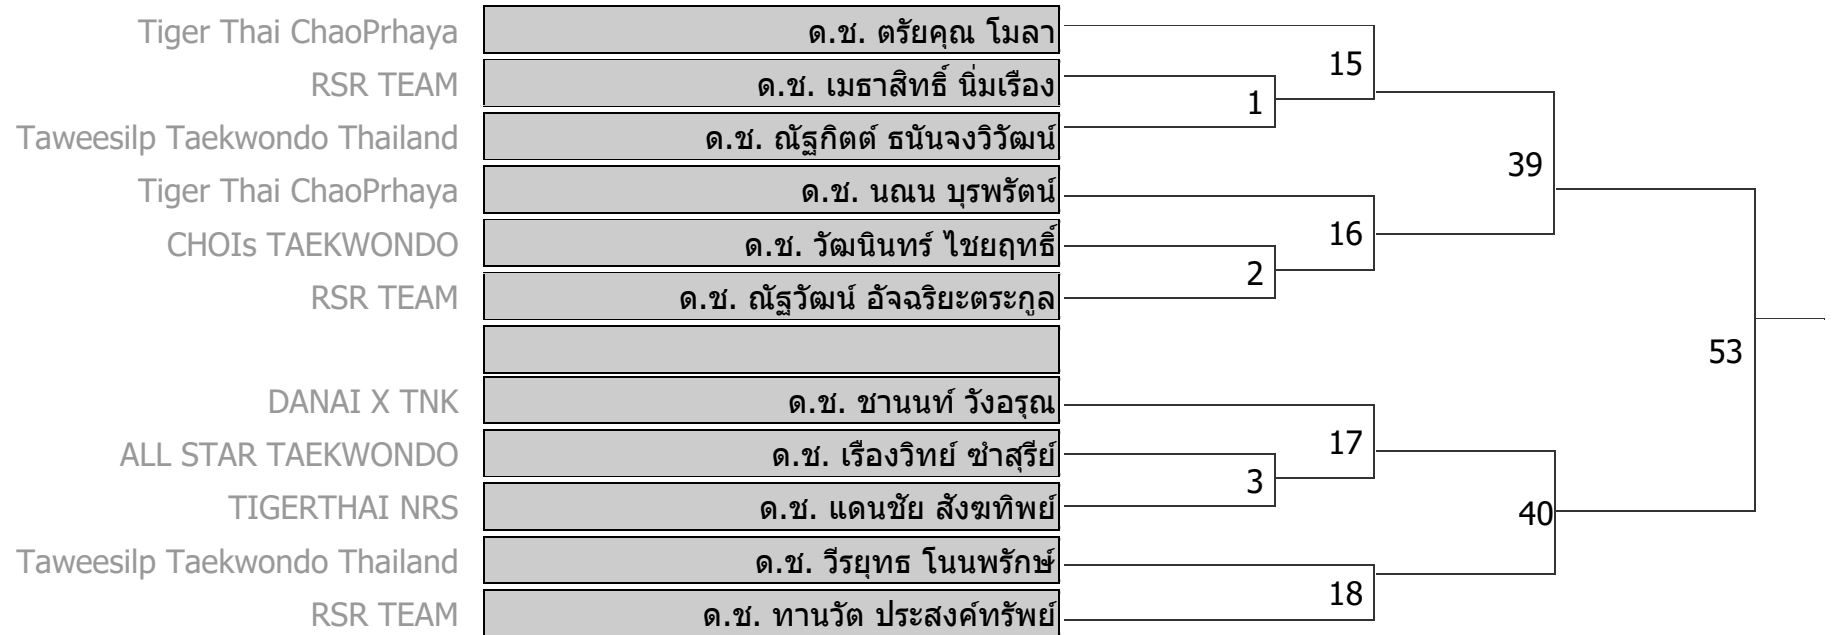 Tiger Thai ChaoPrhaya ด.ช. ตรัยคุณ โมลา
15
RSR TEAM ด.ช. เมธาสิทธิ์ นิ่มเรือง
1
Taweesilp Taekwondo Thailand ด.ช. ณัฐกิตต์ ธนันจงวิวัฒน์
39
Tiger Thai ChaoPrhaya ด.ช. นณน บุรพรัตน์
16
CHOIs TAEKWONDO ด.ช. วัฒนินทร์ ไชยฤทธิ์
2
RSR TEAM ด.ช. ณัฐวัฒน์ อัจฉริยะตระกูล
53
DANAI X TNK ด.ช. ชานนท์ วังอรุณ
17
ALL STAR TAEKWONDO ด.ช. เรืองวิทย์ ซำสุรีย์
3
TIGERTHAI NRS ด.ช. แดนชัย สังฆทิพย์
40
Taweesilp Taekwondo Thailand ด.ช. วีรยุทธ โนนพรักษ์
18
RSR TEAM ด.ช. ทานวัต ประสงค์ทรัพย์